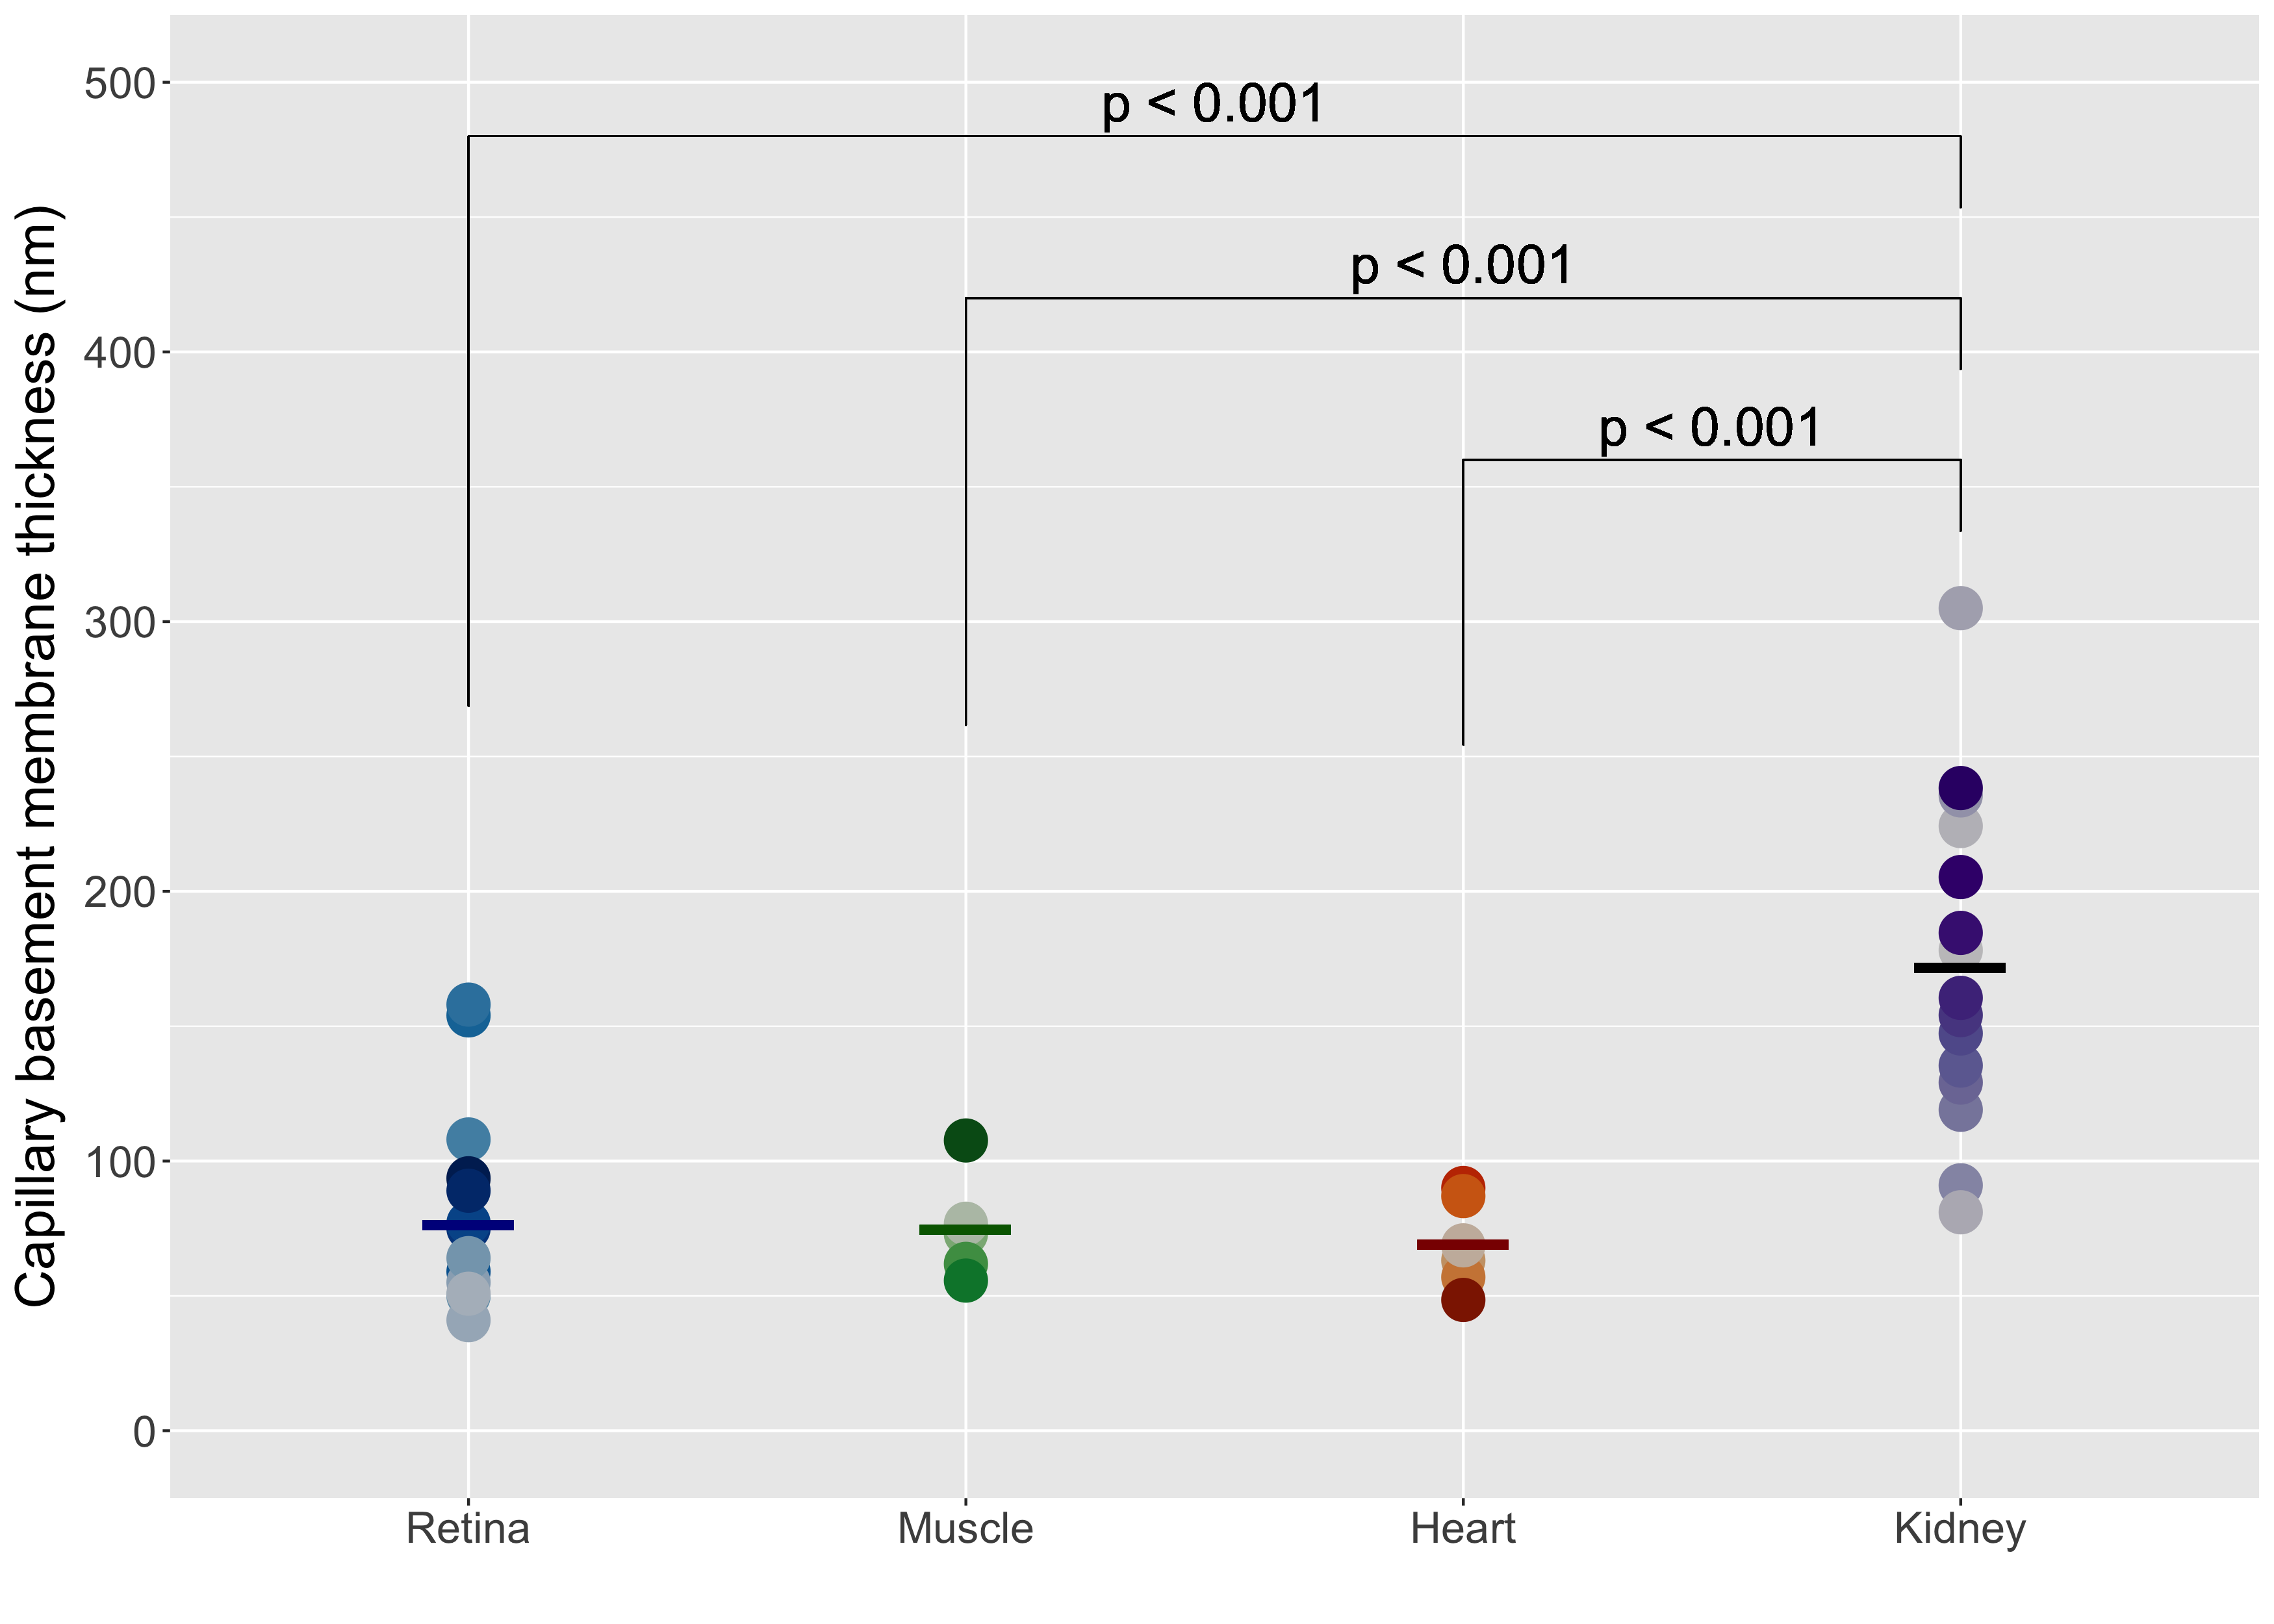 Capillary basement membrane thickness (nm)
500
400
300
200
100
0
p < 0.001
p < 0.001
p < 0.001
Retina
Muscle
Heart
Kidney